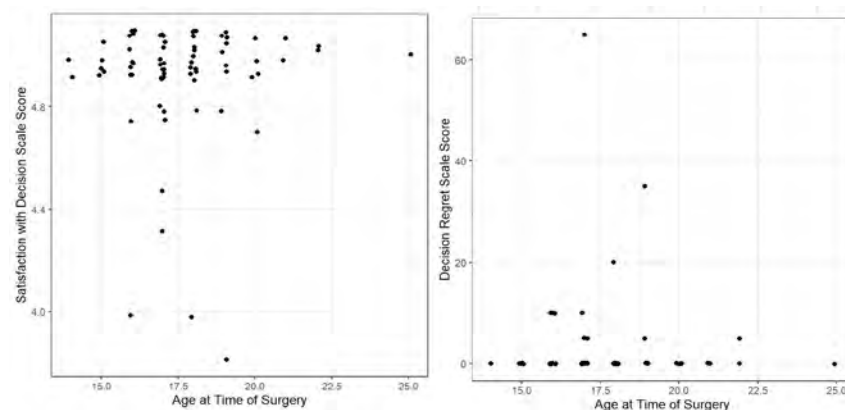 Satisfaction with Decision Scale Score
4.8
4.4
4.0
15.0 17.5 20.0 22.5 25.0
Age at Time of Surgery
Decision Regret Scale Score
60
40
20
0
15.0 17.5 20.0 22.5 25.0
Age at Time of Surgery